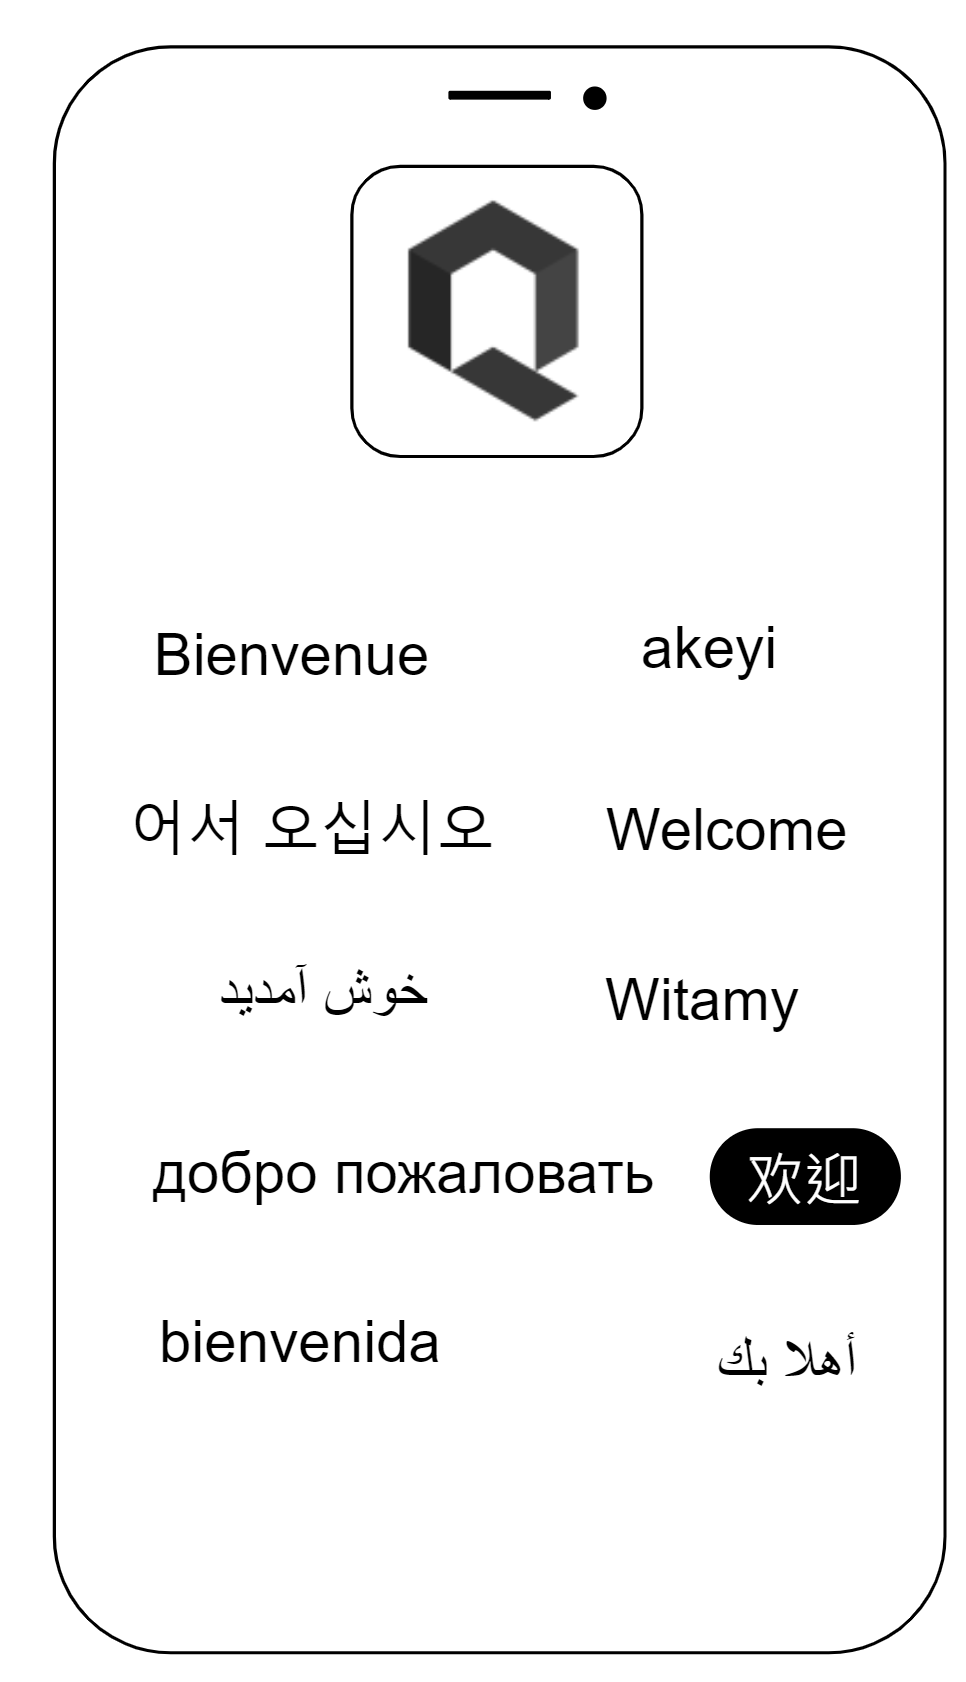 Bienvenue
akeyi
어서 오십시오
Welcome
خوش آمدید
Witamy
добро пожаловать
欢迎
bienvenida
أهلا بك